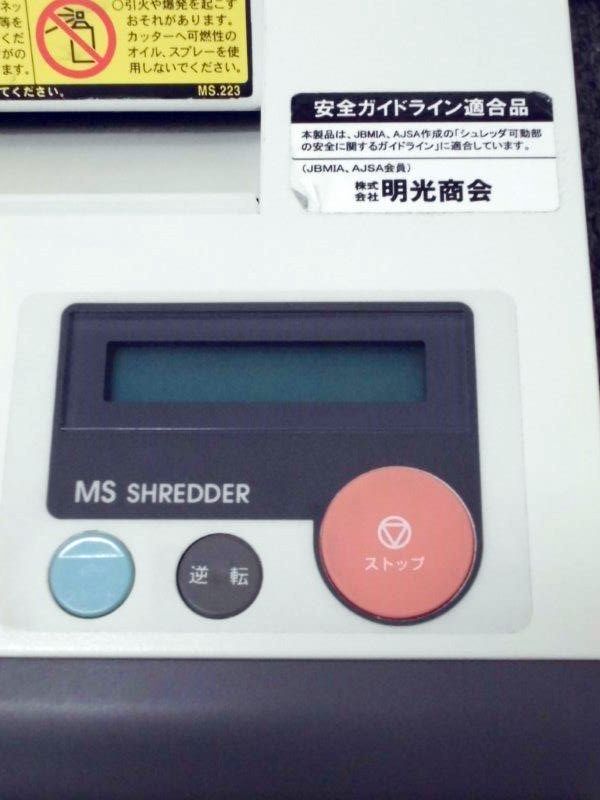 ネッ
等を
くだ
がの
ます。
○引火や爆発を起こす
おそれがあります。
カッターへ可燃性の
オイル、スプレーを使
用しないでください。
てください。
MS.223
安全ガイドライン適合品
本製品は、JBMIA、AJSA作成の「シュレッダ可動部
の安全に関するガイドライン」に適合しています。
(JBMIA、AJSA会員)
株式
会社 明光商会
MS SHREDDER
逆 転
ストップ